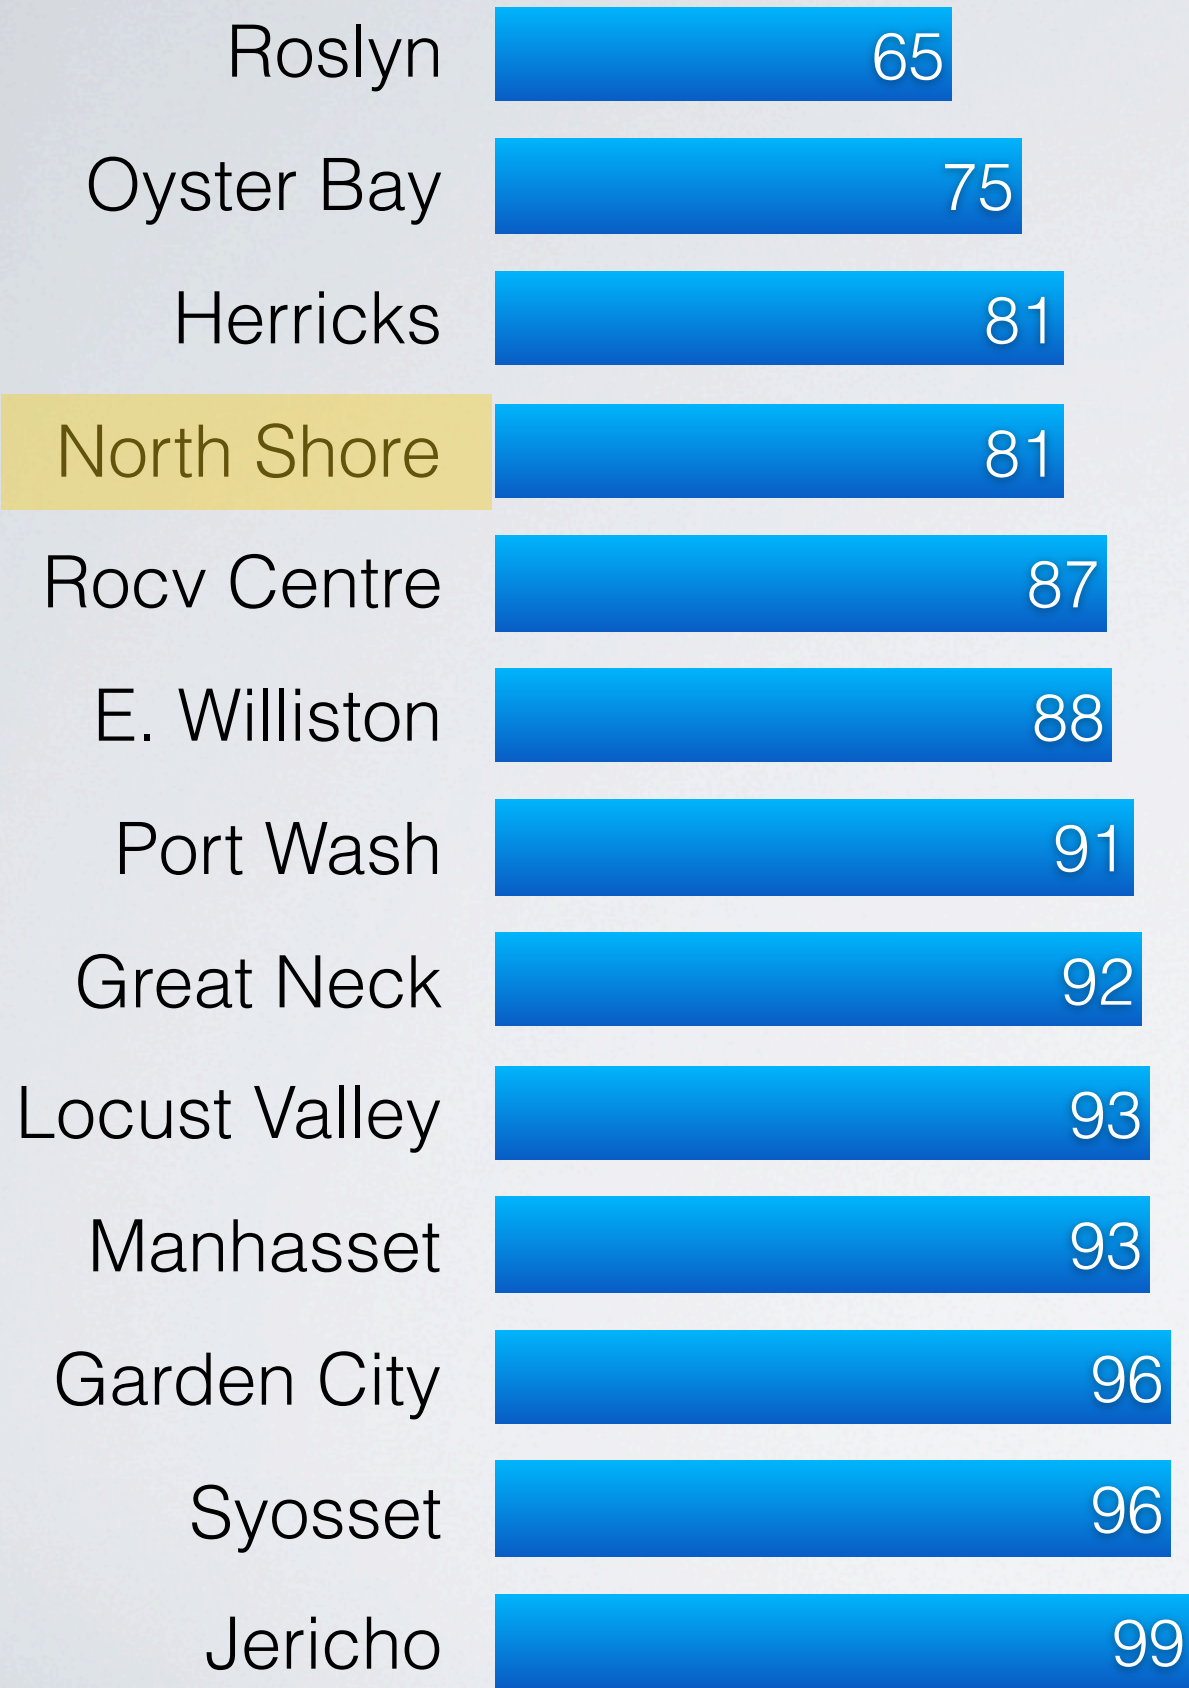 Roslyn 65
Oyster Bay 75
Herricks 81
North Shore 81
Rocv Centre 87
E. Williston 88
Port Wash 91
Great Neck 92
Locust Valley 93
Manhasset 93
Garden City 96
Syosset 96
Jericho 99